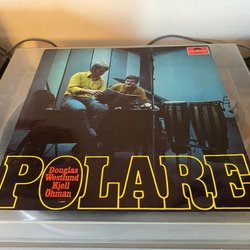 Douglas
Westlund
Kjell
Öhman
POLARE